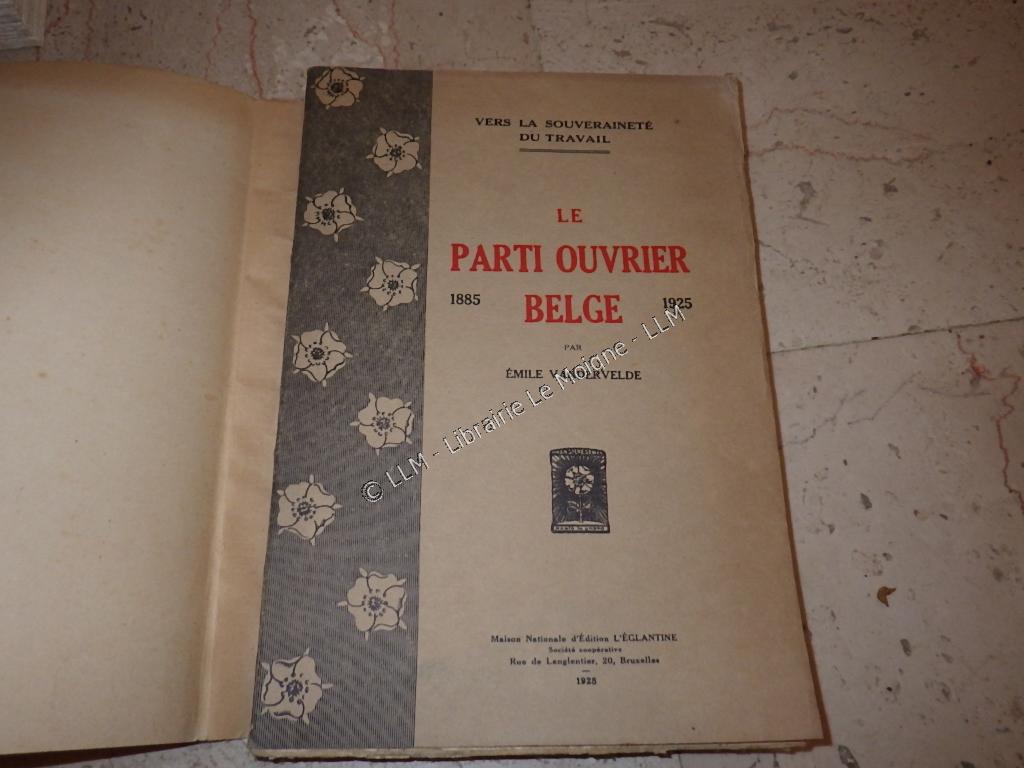 VERS LA SOUVERAINETÉ
DU TRAVAIL
LE
PARTI OUVRIER
1885 BELGE 1925
PAR
ÉMILE VANDERVELDE
Maison Nationale d'Édition L'ÉGLANTINE
Société coopérative
Rue de Lenglentier, 20, Bruxelles
1925
© LLM - Librairie Le Moigne - LLM